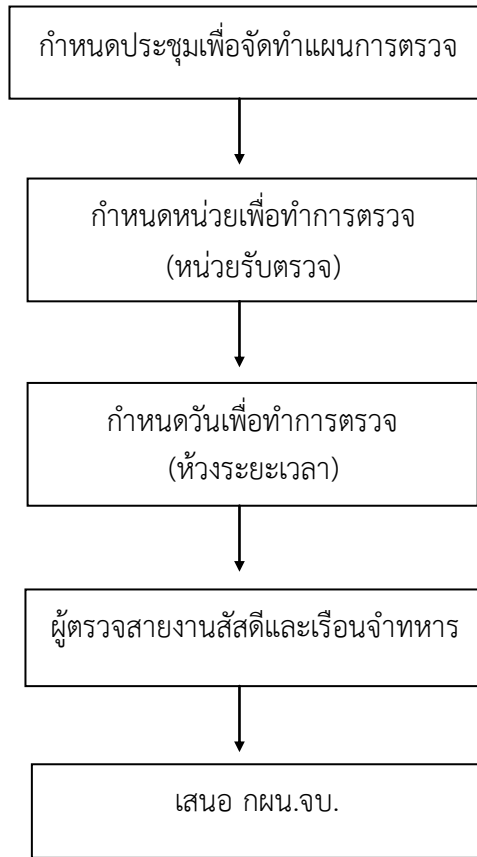 กำหนดประชุมเพื่อจัดทำแผนการตรวจ
กำหนดหน่วยเพื่อทำการตรวจ
(หน่วยรับตรวจ)
กำหนดวันเพื่อทำการตรวจ
(ห้วงระยะเวลา)
ผู้ตรวจสายงานสัสดีและเรือนจำทหาร
เสนอ กผน.จบ.